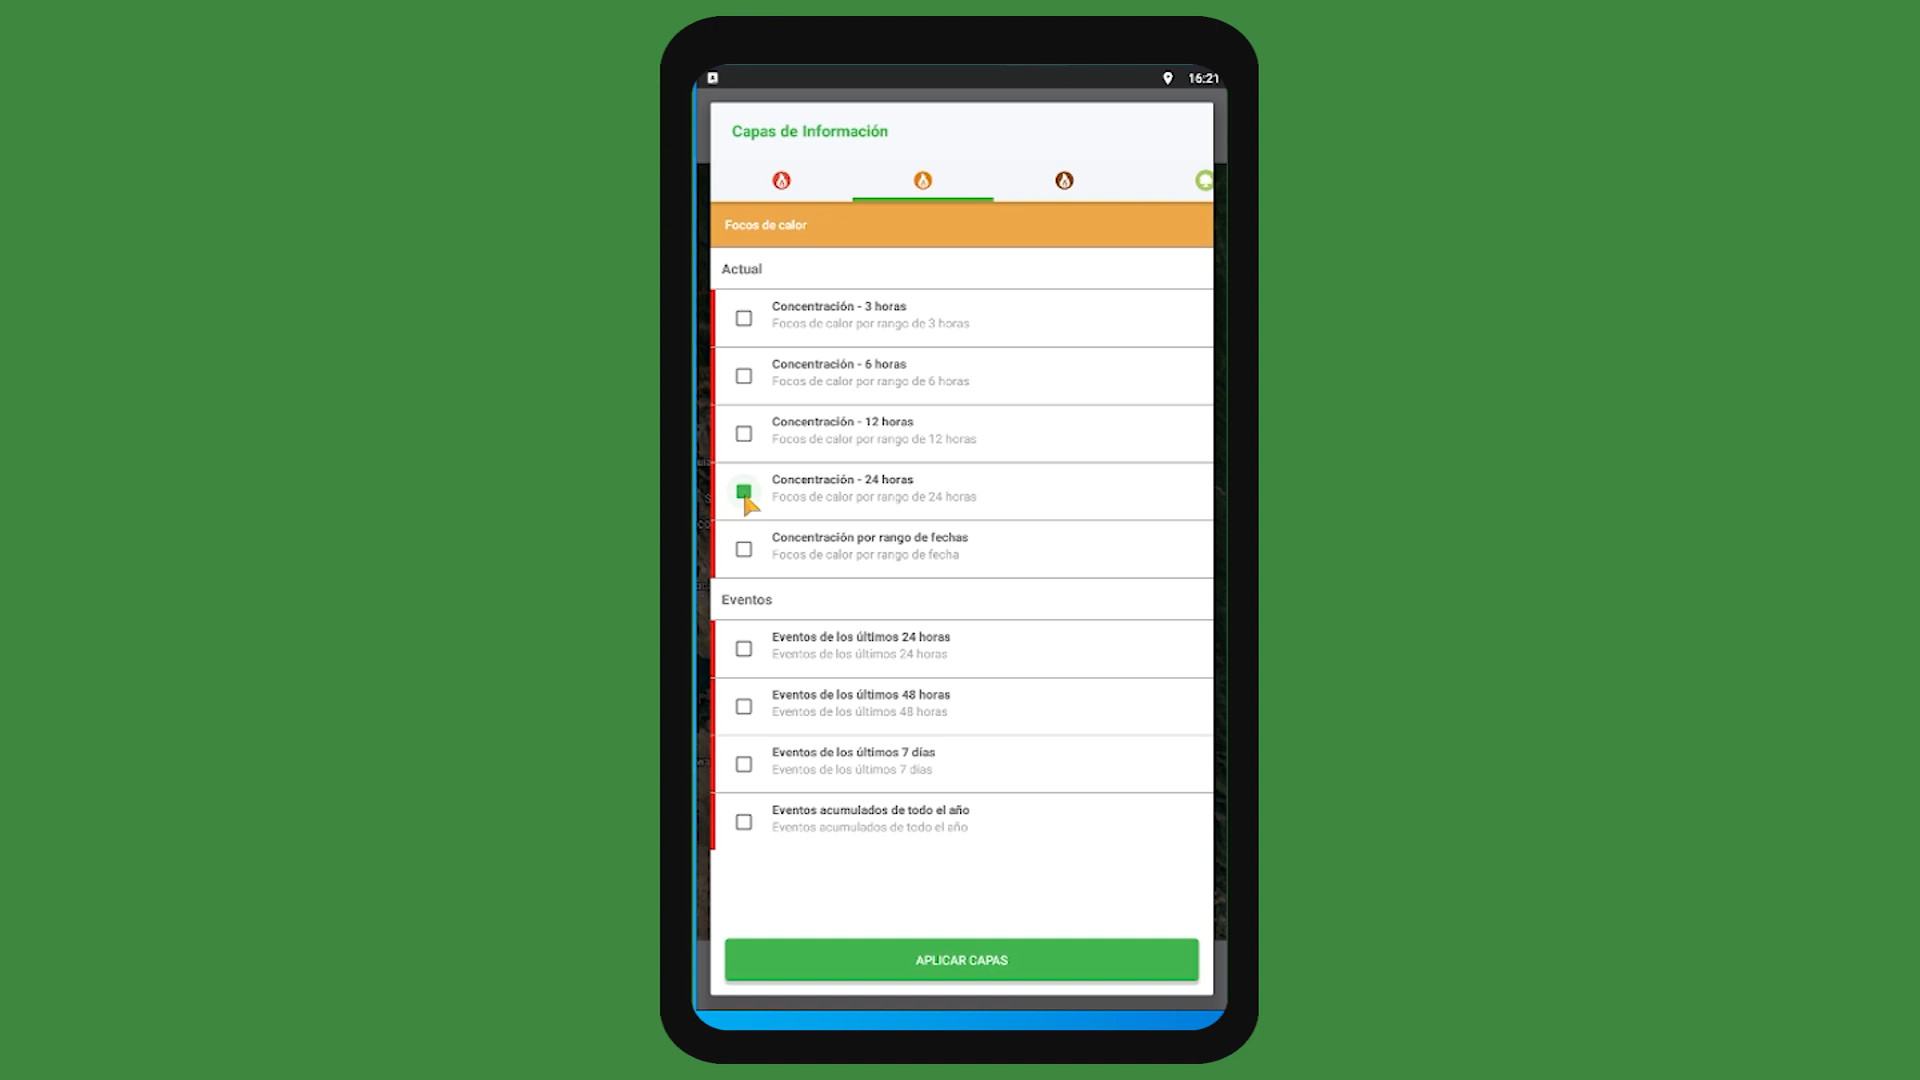 16:21
Capas de Información
Focos de calor
Actual
Concentración - 3 horas
Focos de calor por rango de 3 horas
Concentración - 6 horas
Focos de calor por rango de 6 horas
Concentración - 12 horas
Focos de calor por rango de 12 horas
Concentración - 24 horas
Focos de calor por rango de 24 horas
Concentración por rango de fechas
Focos de calor por rango de fecha
Eventos
Eventos de los últimos 24 horas
Eventos de los últimos 24 horas
Eventos de los últimos 48 horas
Eventos de los últimos 48 horas
Eventos de los últimos 7 días
Eventos de los últimos 7 días
Eventos acumulados de todo el año
Eventos acumulados de todo el año
APLICAR CAPAS